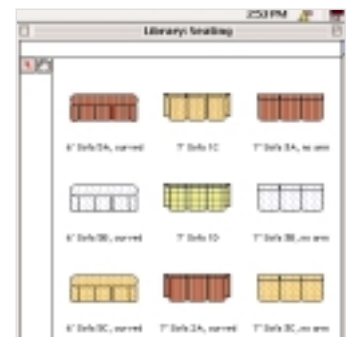 2:53 PM
Library: Seating
6' Sofa 3A, curved 7' Sofa 1C 7' Sofa 3A, no arm
6' Sofa 3B, curved 7' Sofa 1D 7' Sofa 3B, no arm
6' Sofa 3C, curved 7' Sofa 2A, curved 7' Sofa 3C, no arm